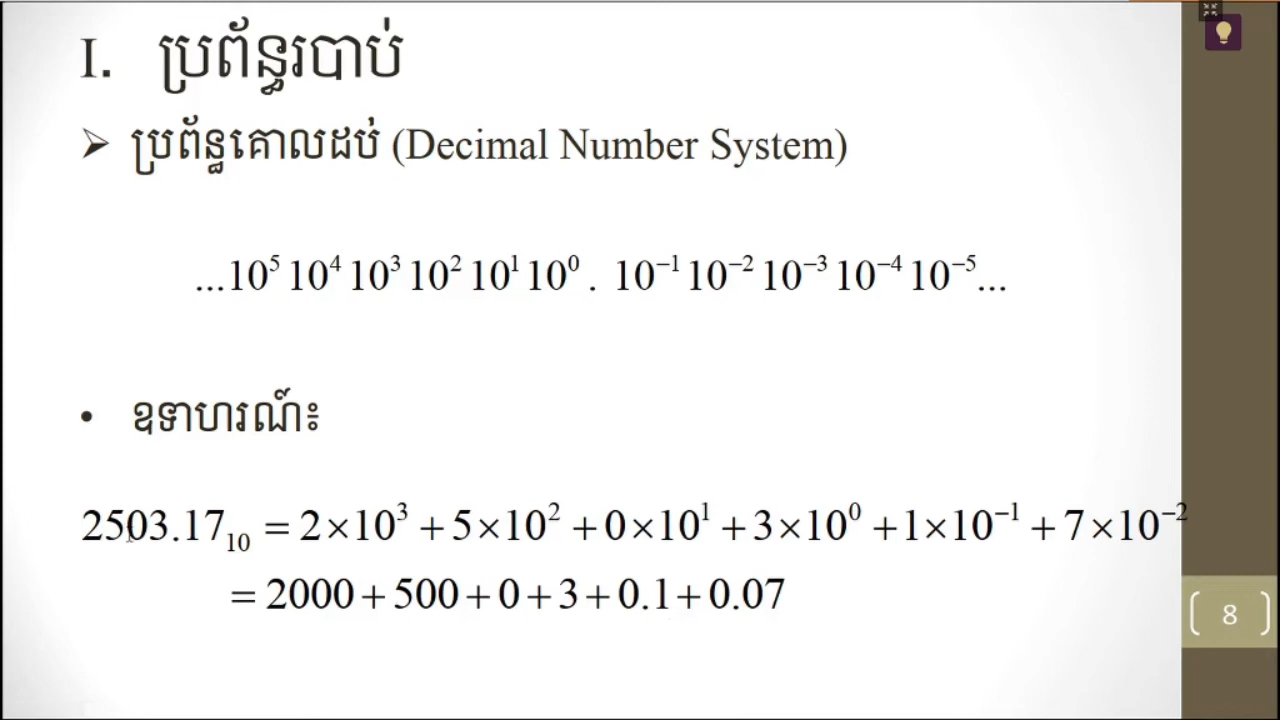 I. ប្រព័ន្ធរបាប់
➢ ប្រព័ន្ធគោលដប់ (Decimal Number System)
...10⁵ 10⁴ 10³ 10² 10¹ 10⁰ . 10⁻¹ 10⁻² 10⁻³ 10⁻⁴ 10⁻⁵...
• ឧទាហរណ៍៖
2503.17₁₀ = 2×10³ + 5×10² + 0×10¹ + 3×10⁰ + 1×10⁻¹ + 7×10⁻²
= 2000 + 500 + 0 + 3 + 0.1 + 0.07
8